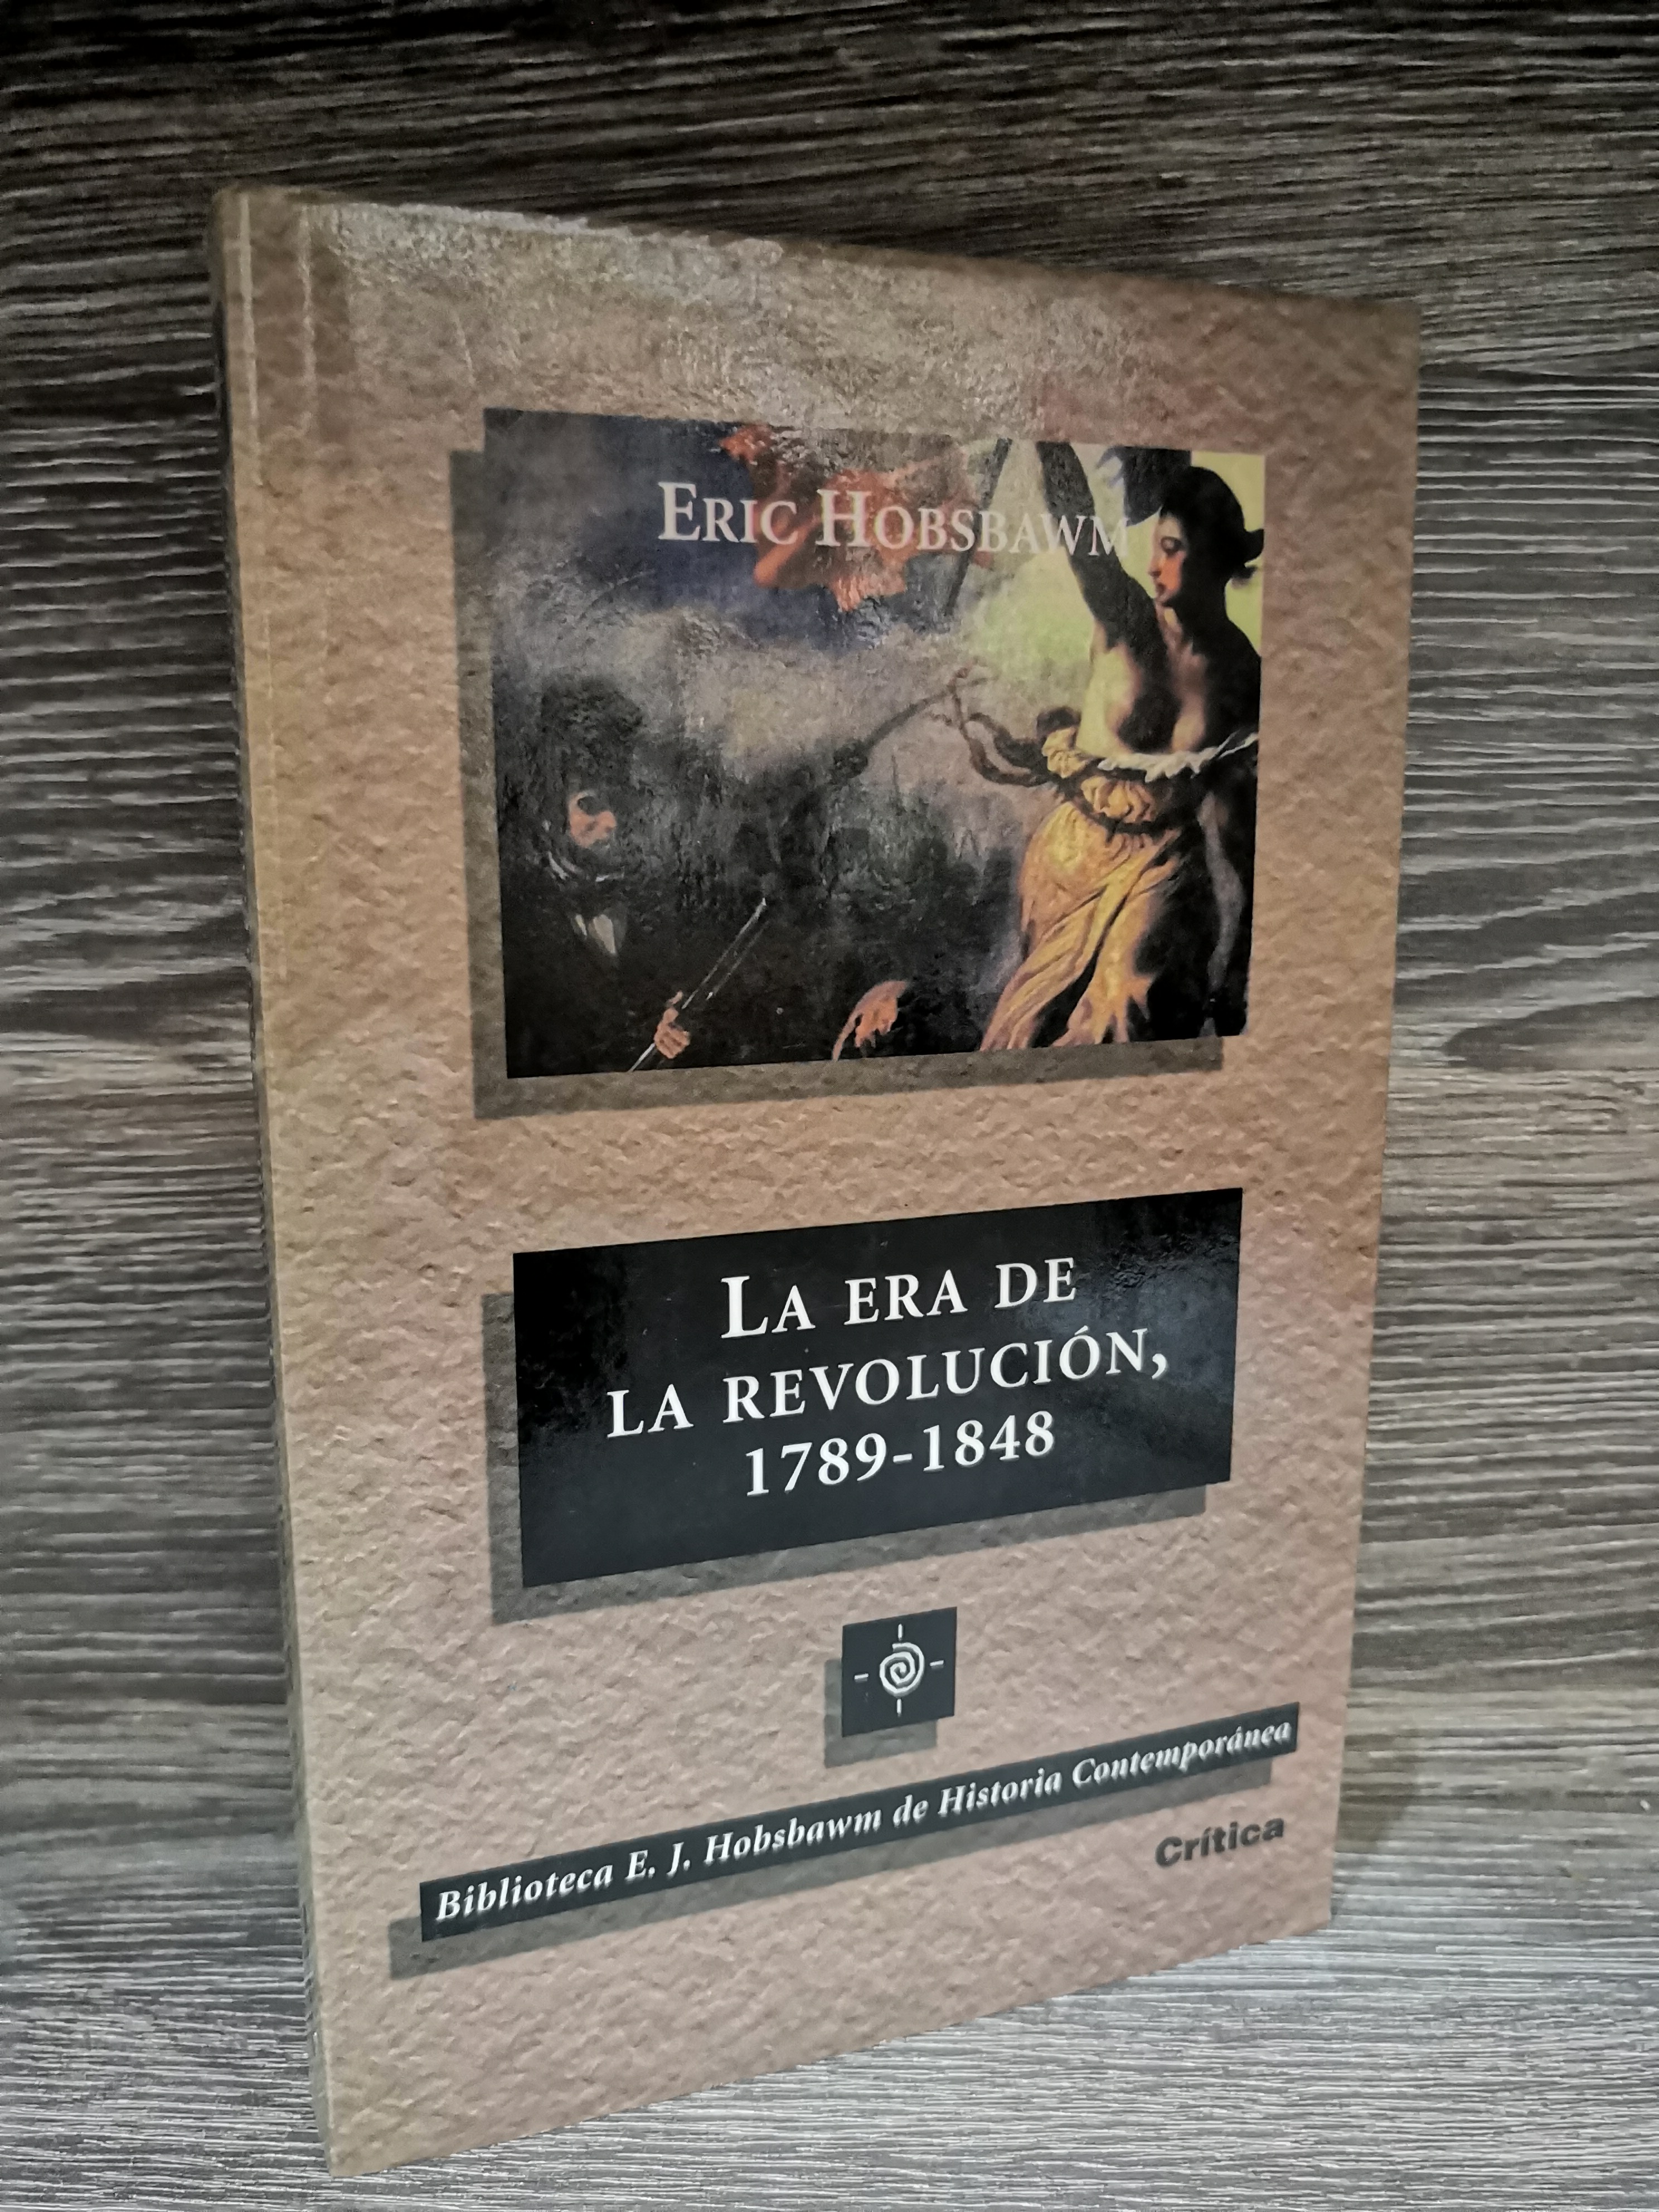 ERIC HOBSBAWM
LA ERA DE
LA REVOLUCIÓN,
1789-1848
Biblioteca E. J. Hobsbawm de Historia Contemporánea
Crítica